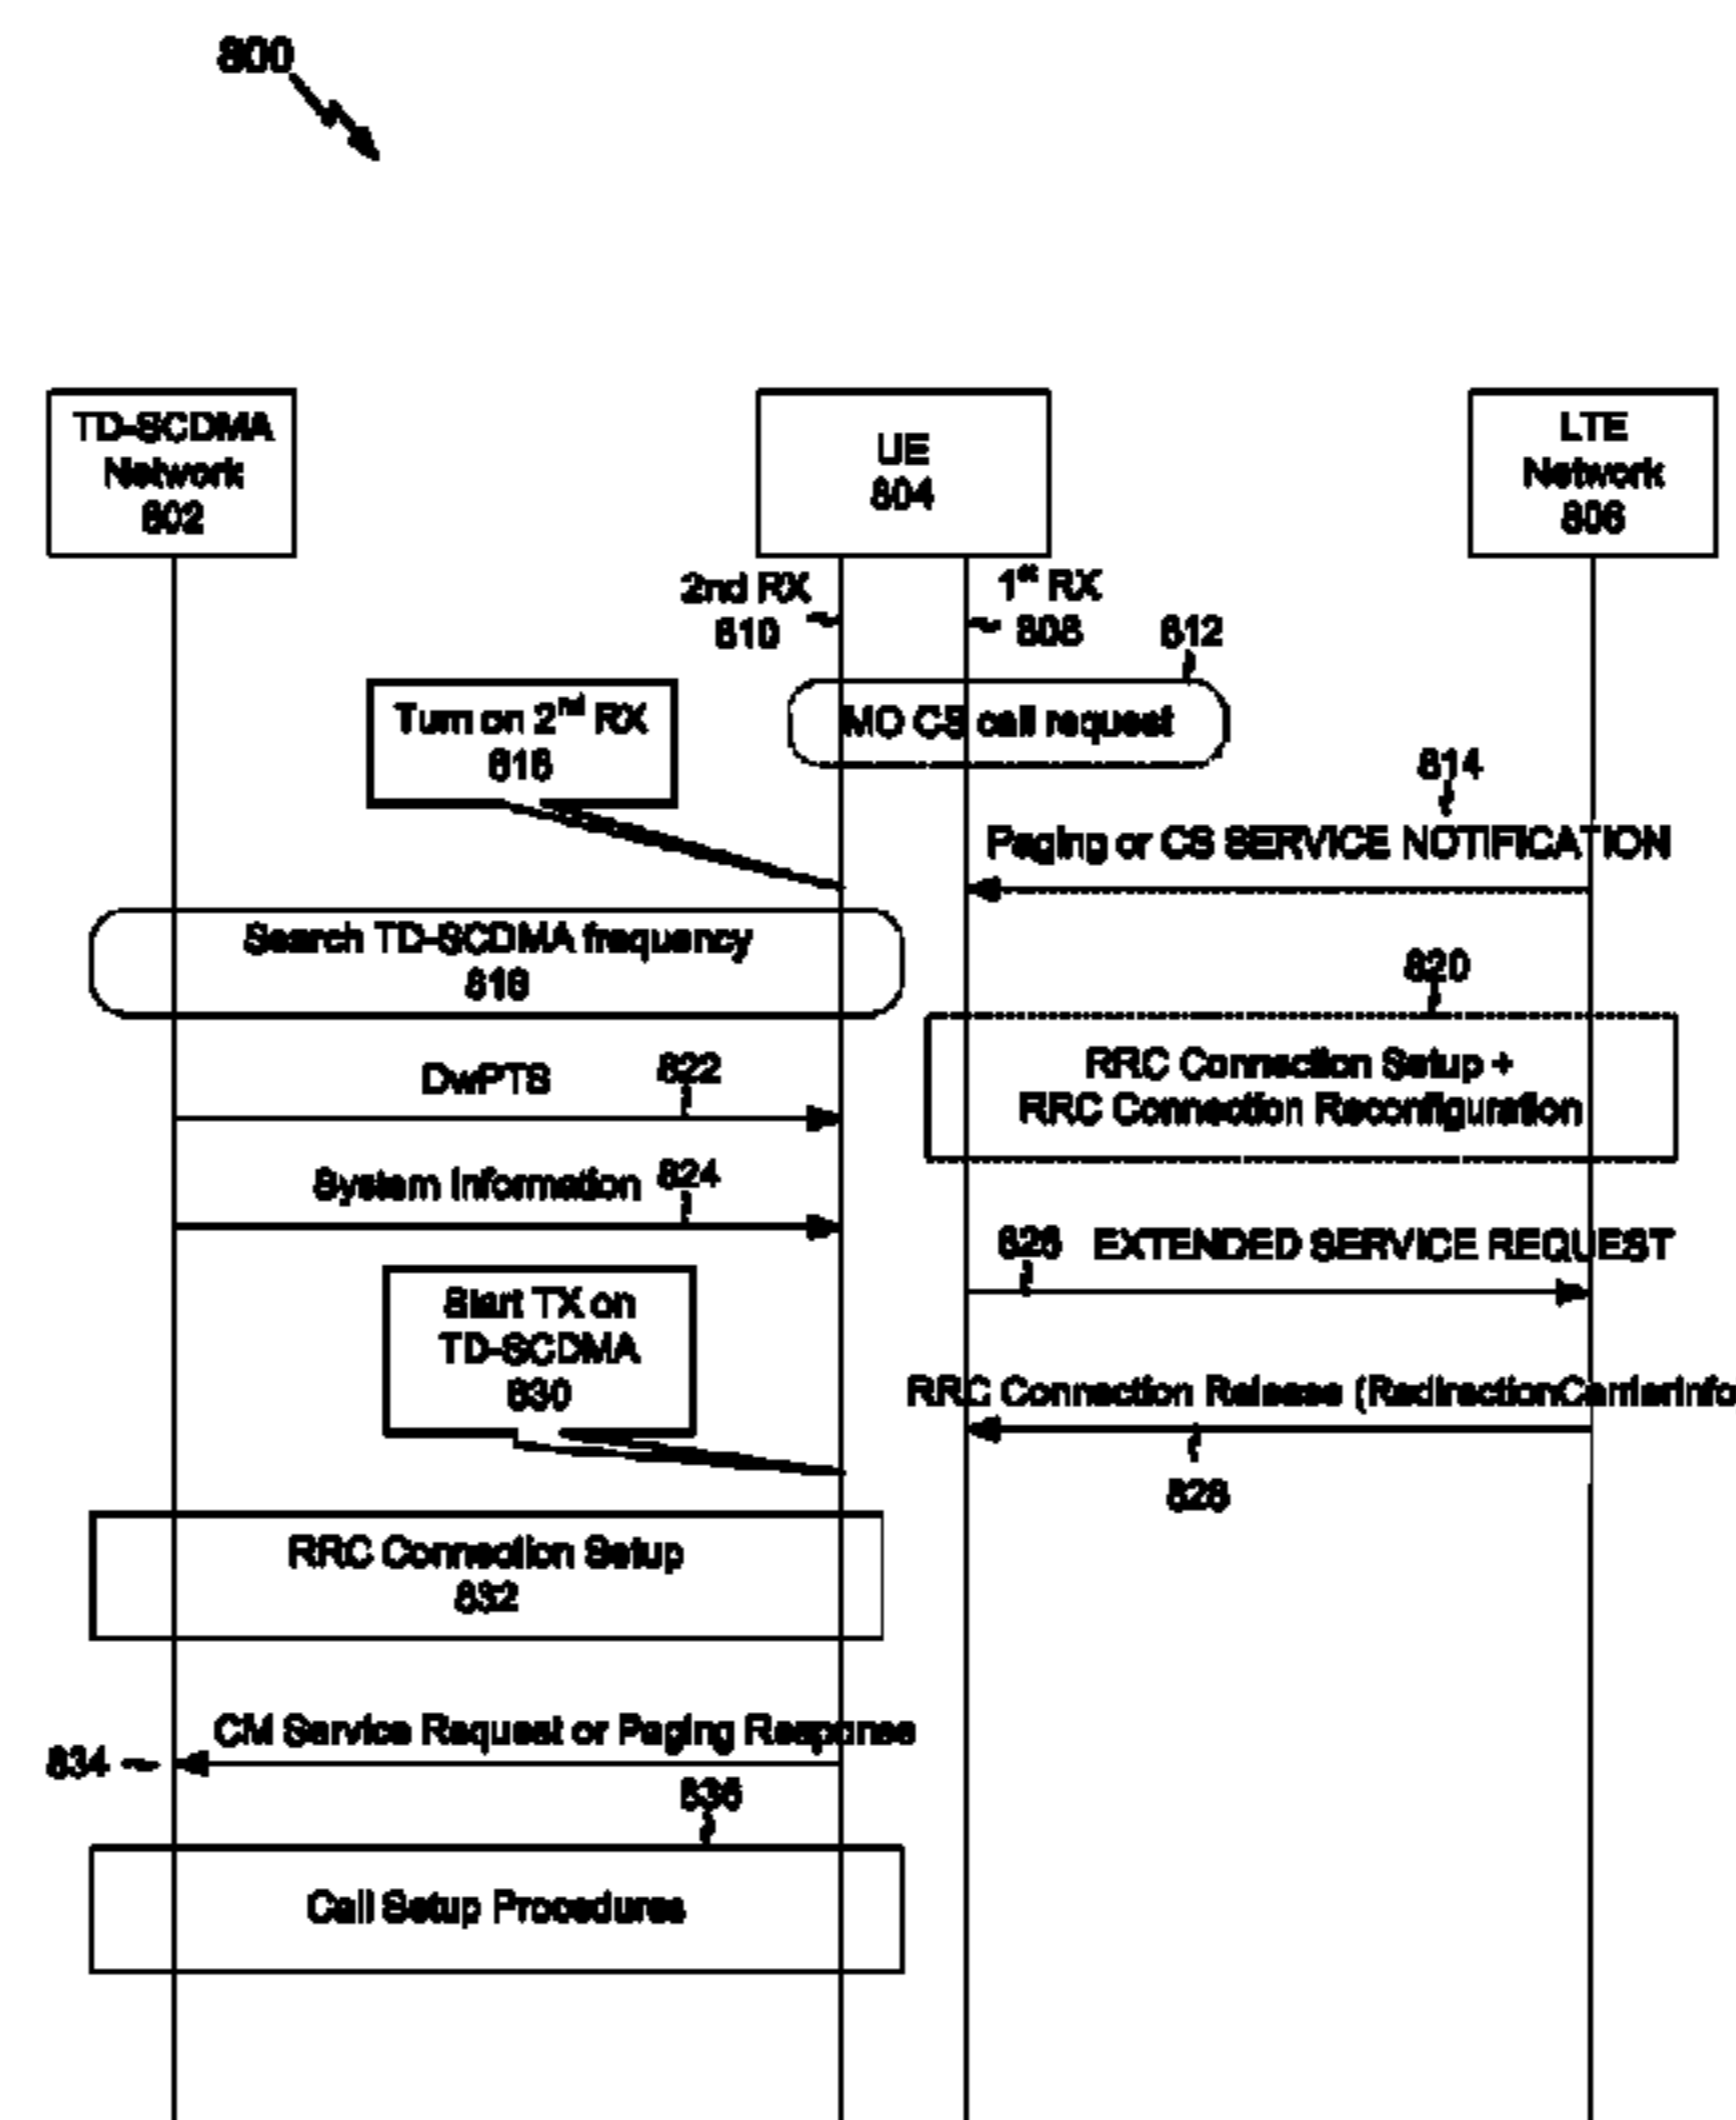 800
TD-SCDMA
Network
802
UE
804
LTE
Network
806
2nd RX
810
1st RX
808
812
Turn on 2nd RX
816
MO CS call request
814
Paging or CS SERVICE NOTIFICATION
Search TD-SCDMA frequency
818
820
RRC Connection Setup +
RRC Connection Reconfiguration
DwPTS
822
System Information
824
826
EXTENDED SERVICE REQUEST
Start TX on
TD-SCDMA
830
RRC Connection Release (RedirectionCarrierInfo
828
RRC Connection Setup
832
CM Service Request or Paging Response
834
836
Call Setup Procedures